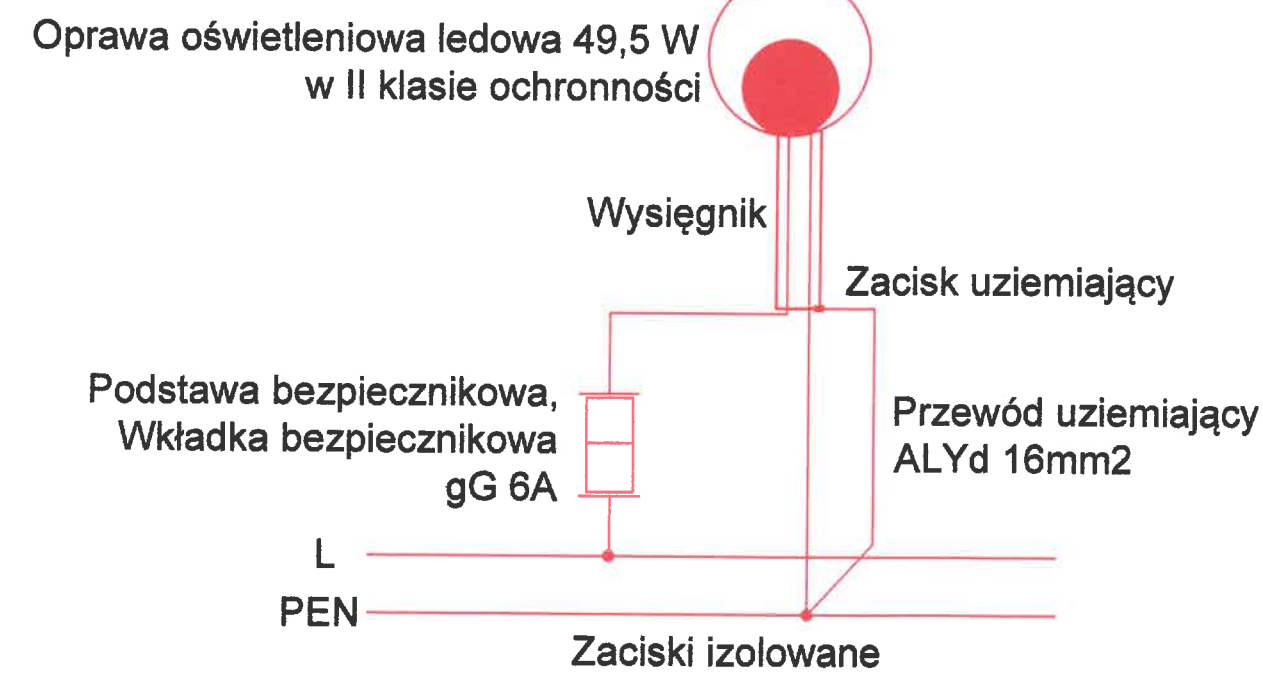 Oprawa oświetleniowa ledowa 49,5 W
w II klasie ochronności
Wysięgnik
Zacisk uziemiający
Podstawa bezpiecznikowa,
Wkładka bezpiecznikowa
gG 6A
Przewód uziemiający
ALYd 16mm2
L
PEN
Zaciski izolowane